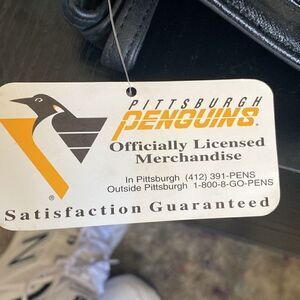 PITTSBURGH
PENGUINS
Officially Licensed
Merchandise
In Pittsburgh (412) 391-PENS
Outside Pittsburgh 1-800-8-GO-PENS
®
Satisfaction Guaranteed